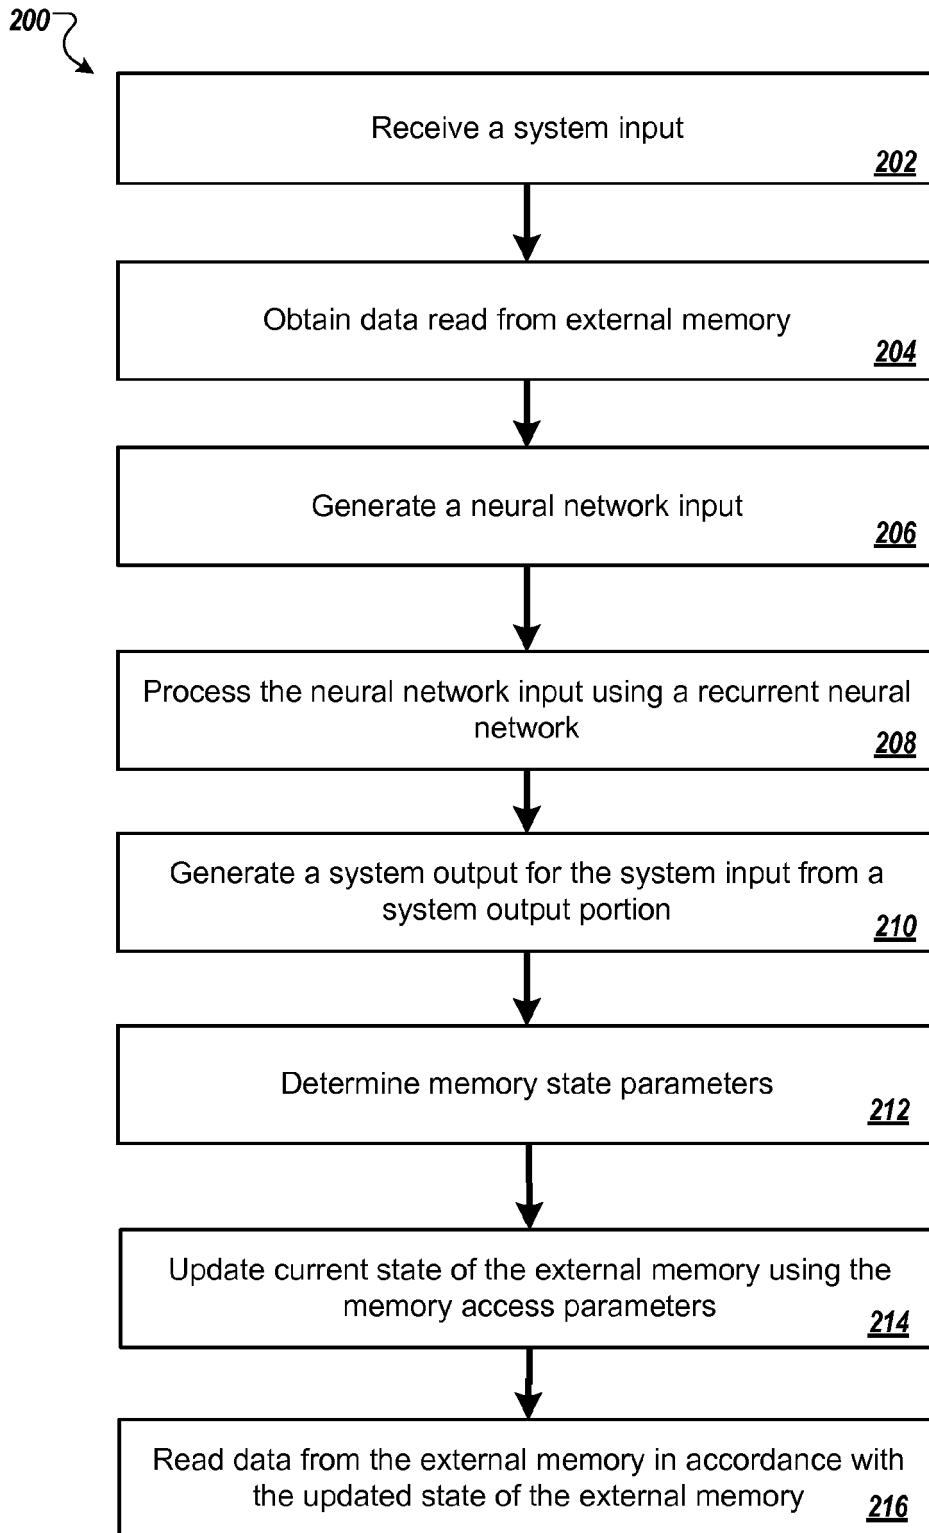 200
Receive a system input
202
Obtain data read from external memory
204
Generate a neural network input
206
Process the neural network input using a recurrent neural
network
208
Generate a system output for the system input from a
system output portion
210
Determine memory state parameters
212
Update current state of the external memory using the
memory access parameters
214
Read data from the external memory in accordance with
the updated state of the external memory
216